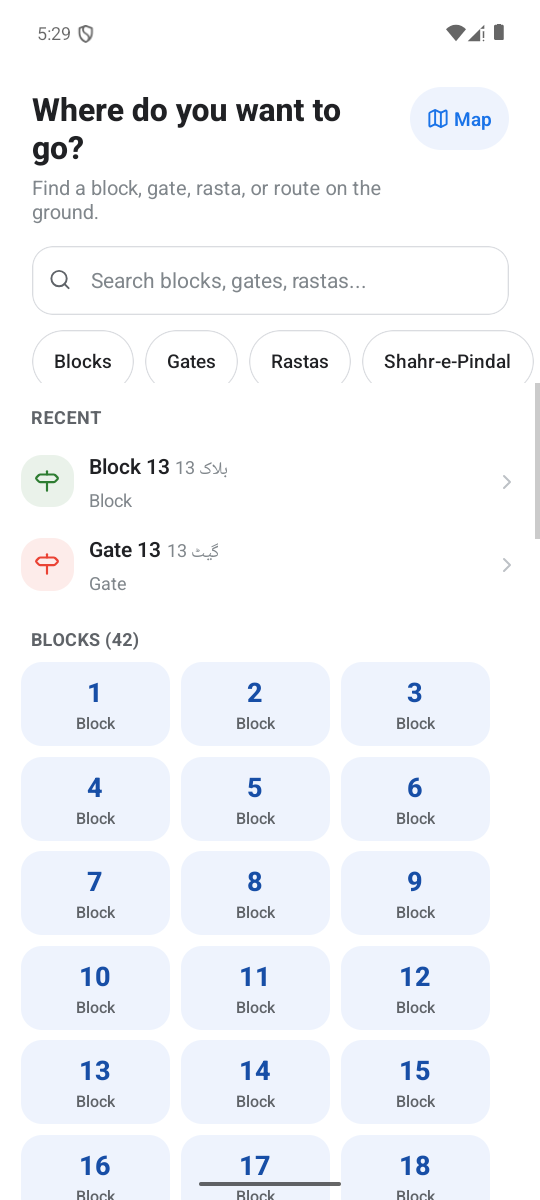 5:29
Where do you want to
go?
Map
Find a block, gate, rasta, or route on the
ground.
Search blocks, gates, rastas...
Blocks
Gates
Rastas
Shahr-e-Pindal
RECENT
Block 13 بلاک 13
Block
Gate 13 گیٹ 13
Gate
BLOCKS (42)
1 2 3
Block Block Block
4 5 6
Block Block Block
7 8 9
Block Block Block
10 11 12
Block Block Block
13 14 15
Block Block Block
16 17 18
Block Block Block